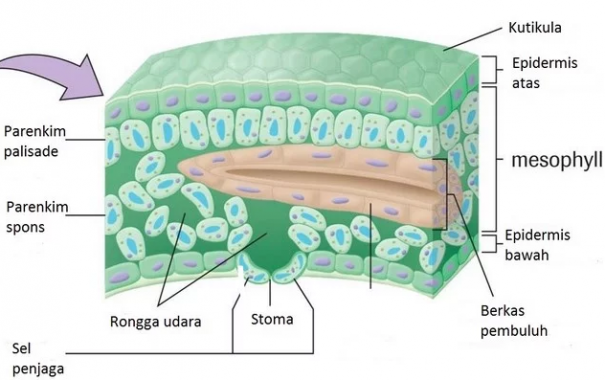 Kutikula
Epidermis
atas
Parenkim
palisade
mesophyll
Parenkim
spons
Epidermis
bawah
Rongga udara
Stoma
Berkas
pembuluh
Sel
penjaga